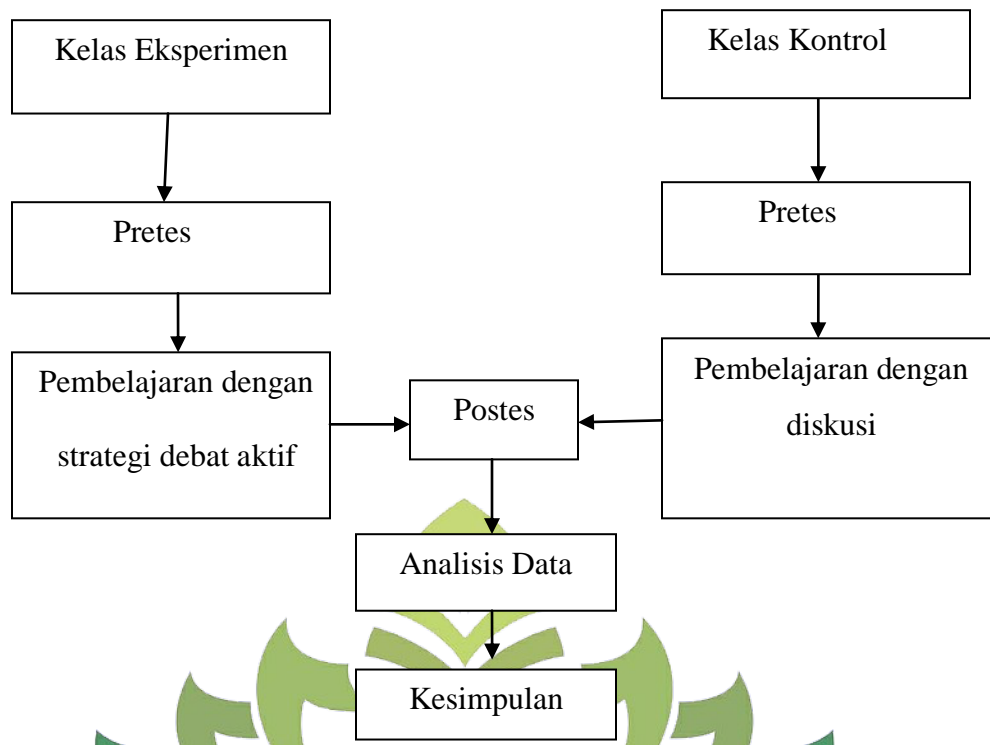 Kelas Eksperimen
Kelas Kontrol
Pretes
Pretes
Pembelajaran dengan
strategi debat aktif
Postes
Pembelajaran dengan
diskusi
Analisis Data
Kesimpulan